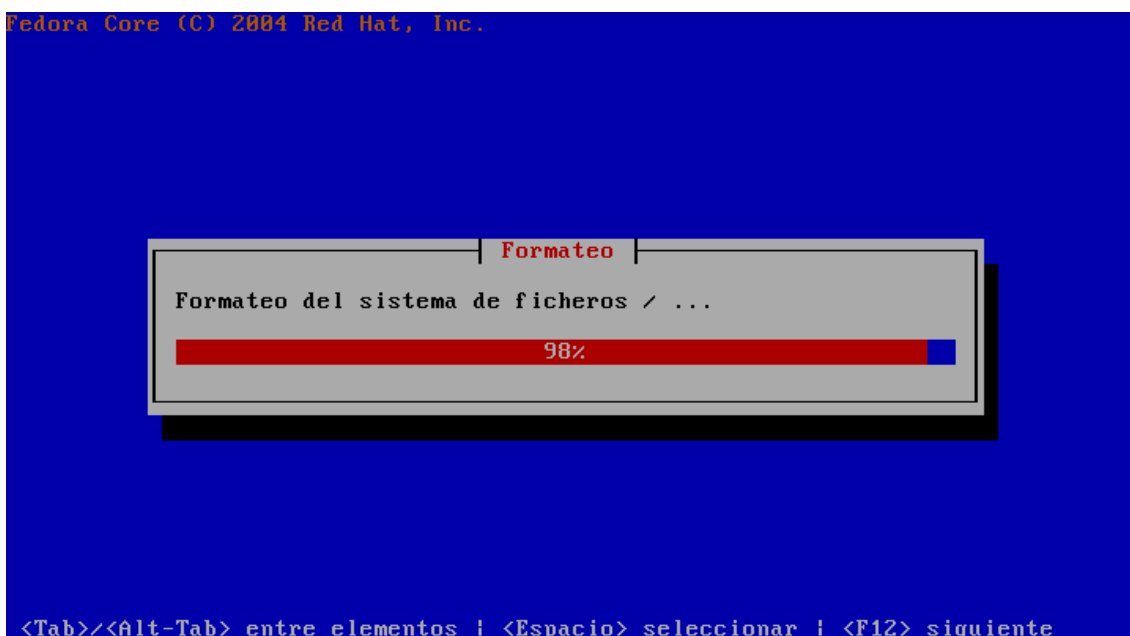 Fedora Core (C) 2004 Red Hat, Inc.
Formateo
Formateo del sistema de ficheros / ...
98%
<Tab>/<Alt-Tab> entre elementos | <Espacio> seleccionar | <F12> siguiente